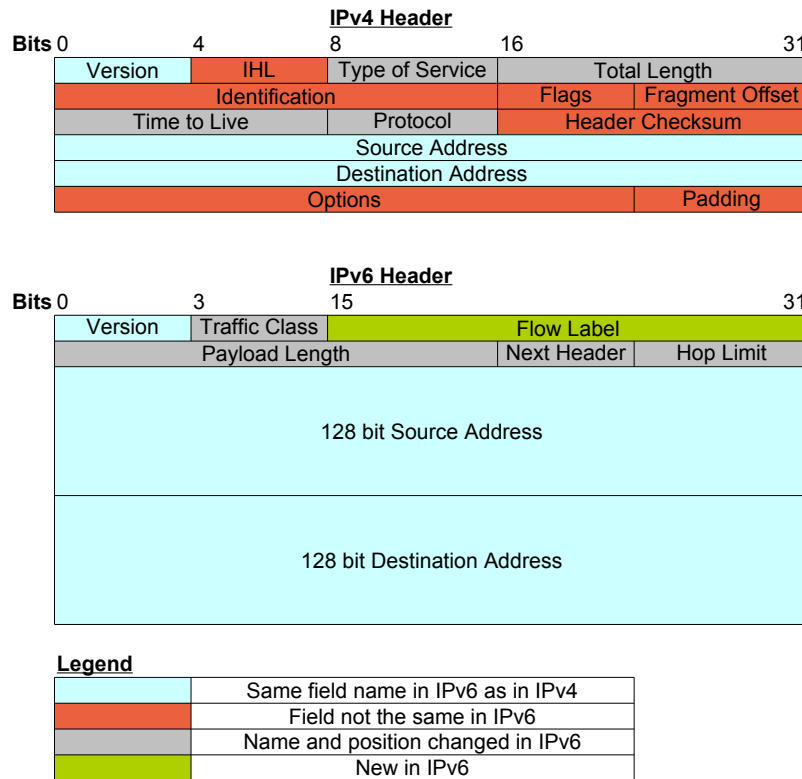 IPv4 Header
Bits 0 4 8 16 31
Version IHL Type of Service Total Length
Identification Flags Fragment Offset
Time to Live Protocol Header Checksum
Source Address
Destination Address
Options Padding
IPv6 Header
Bits 0 3 15 31
Version Traffic Class Flow Label
Payload Length Next Header Hop Limit
128 bit Source Address
128 bit Destination Address
Legend
Same field name in IPv6 as in IPv4
Field not the same in IPv6
Name and position changed in IPv6
New in IPv6